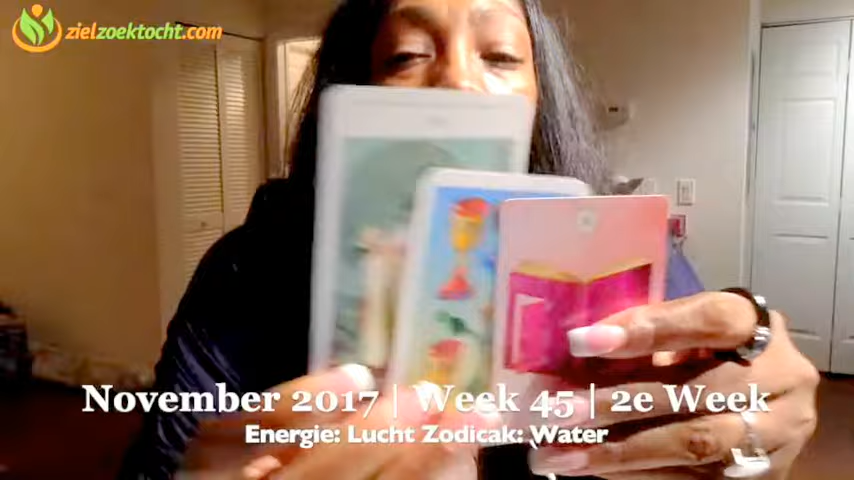 zielzoektocht.com
November 2017 | Week 45 | 2e Week
Energie: Lucht Zodicak: Water